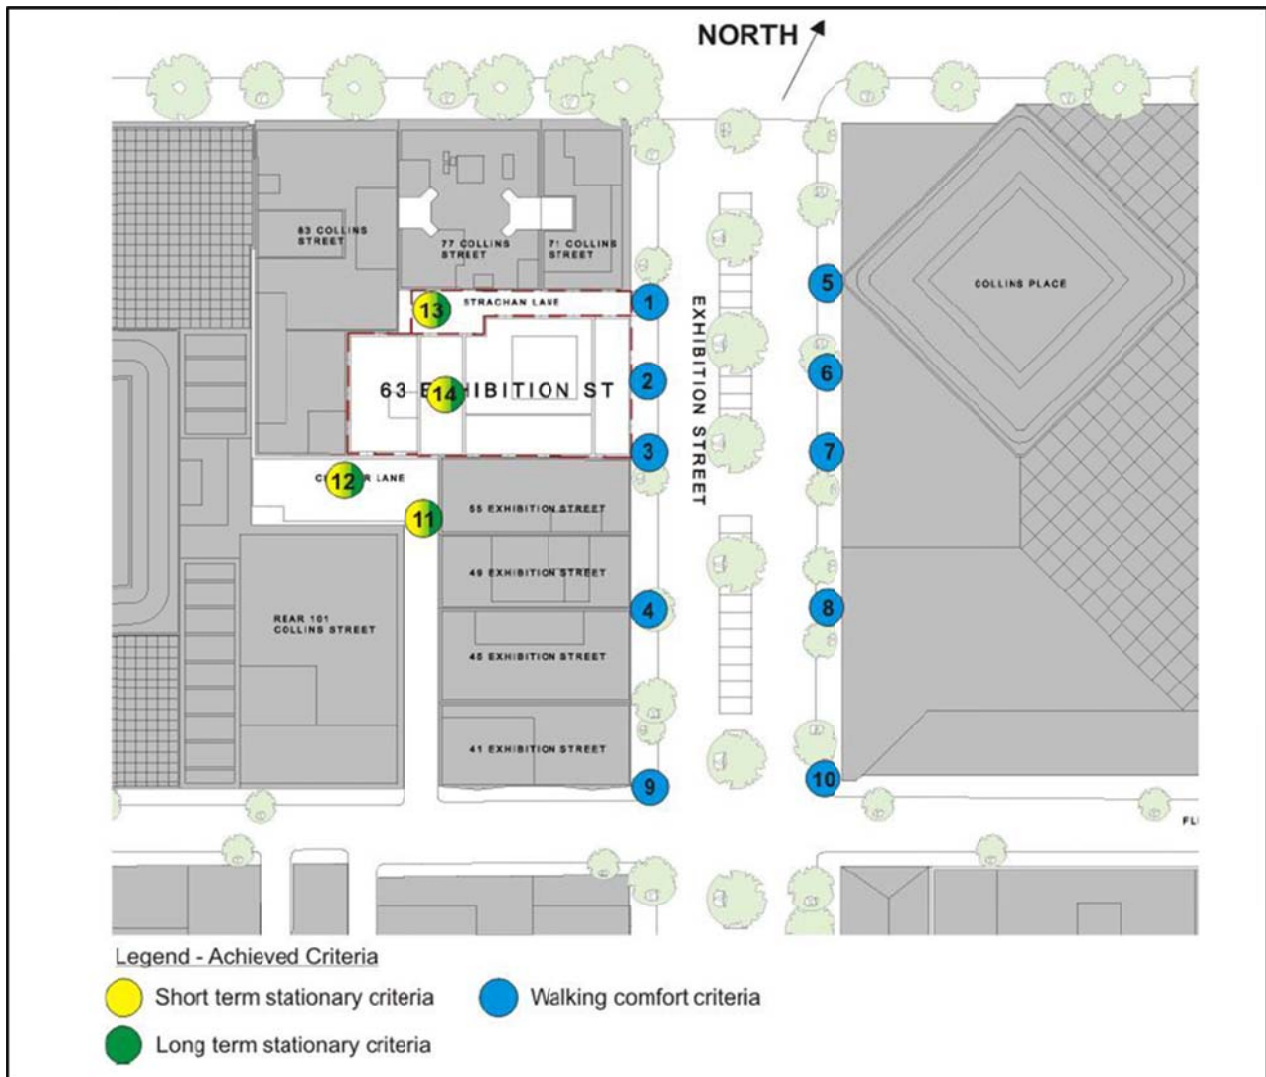 NORTH
83 COLLINS
STREET
77 COLLINS
STREET
71 COLLINS
STREET
COLLINS PLACE
STRACHAN LANE
13
1
5
EXHIBITION STREET
2
6
63 EXHIBITION ST
14
3
7
12
LANE
11
55 EXHIBITION STREET
49 EXHIBITION STREET
4
8
REAR 101
COLLINS STREET
45 EXHIBITION STREET
41 EXHIBITION STREET
9
10
Legend - Achieved Criteria
Short term stationary criteria
Walking comfort criteria
Long term stationary criteria